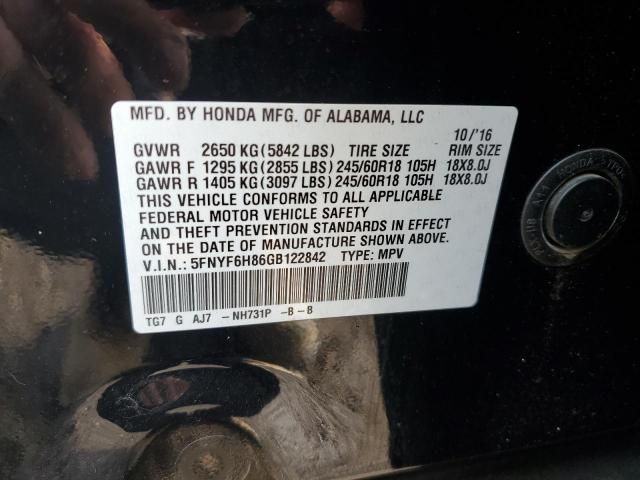 MFD. BY HONDA MFG. OF ALABAMA, LLC
10/'16
GVWR 2650 KG (5842 LBS) TIRE SIZE RIM SIZE
GAWR F 1295 KG (2855 LBS) 245/60R18 105H 18X8.0J
GAWR R 1405 KG (3097 LBS) 245/60R18 105H 18X8.0J
THIS VEHICLE CONFORMS TO ALL APPLICABLE
FEDERAL MOTOR VEHICLE SAFETY
AND THEFT PREVENTION STANDARDS IN EFFECT
ON THE DATE OF MANUFACTURE SHOWN ABOVE.
V.I.N.: 5FNYF6H86GB122842 TYPE: MPV
TG7 G AJ7 -NH731P -B-B
HONDA